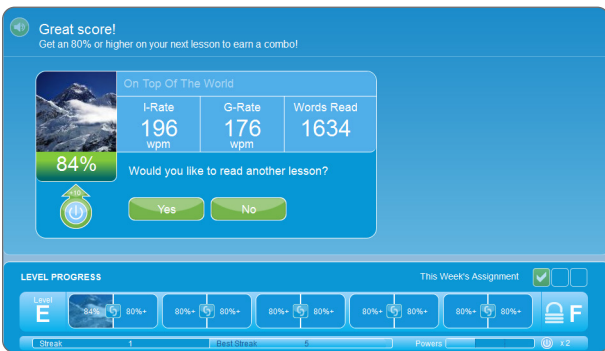 Great score!
Get an 80% or higher on your next lesson to earn a combo!
On Top Of The World
I-Rate G-Rate Words Read
196 176 1634
wpm wpm
84%
Would you like to read another lesson?
+10
Yes No
LEVEL PROGRESS This Week's Assignment
Level
E 84% 80%+ 80%+ 80%+ 80%+ 80%+ 80%+ 80%+ 80%+ 80%+ F
Streak 1 Best Streak 5 Powers x2